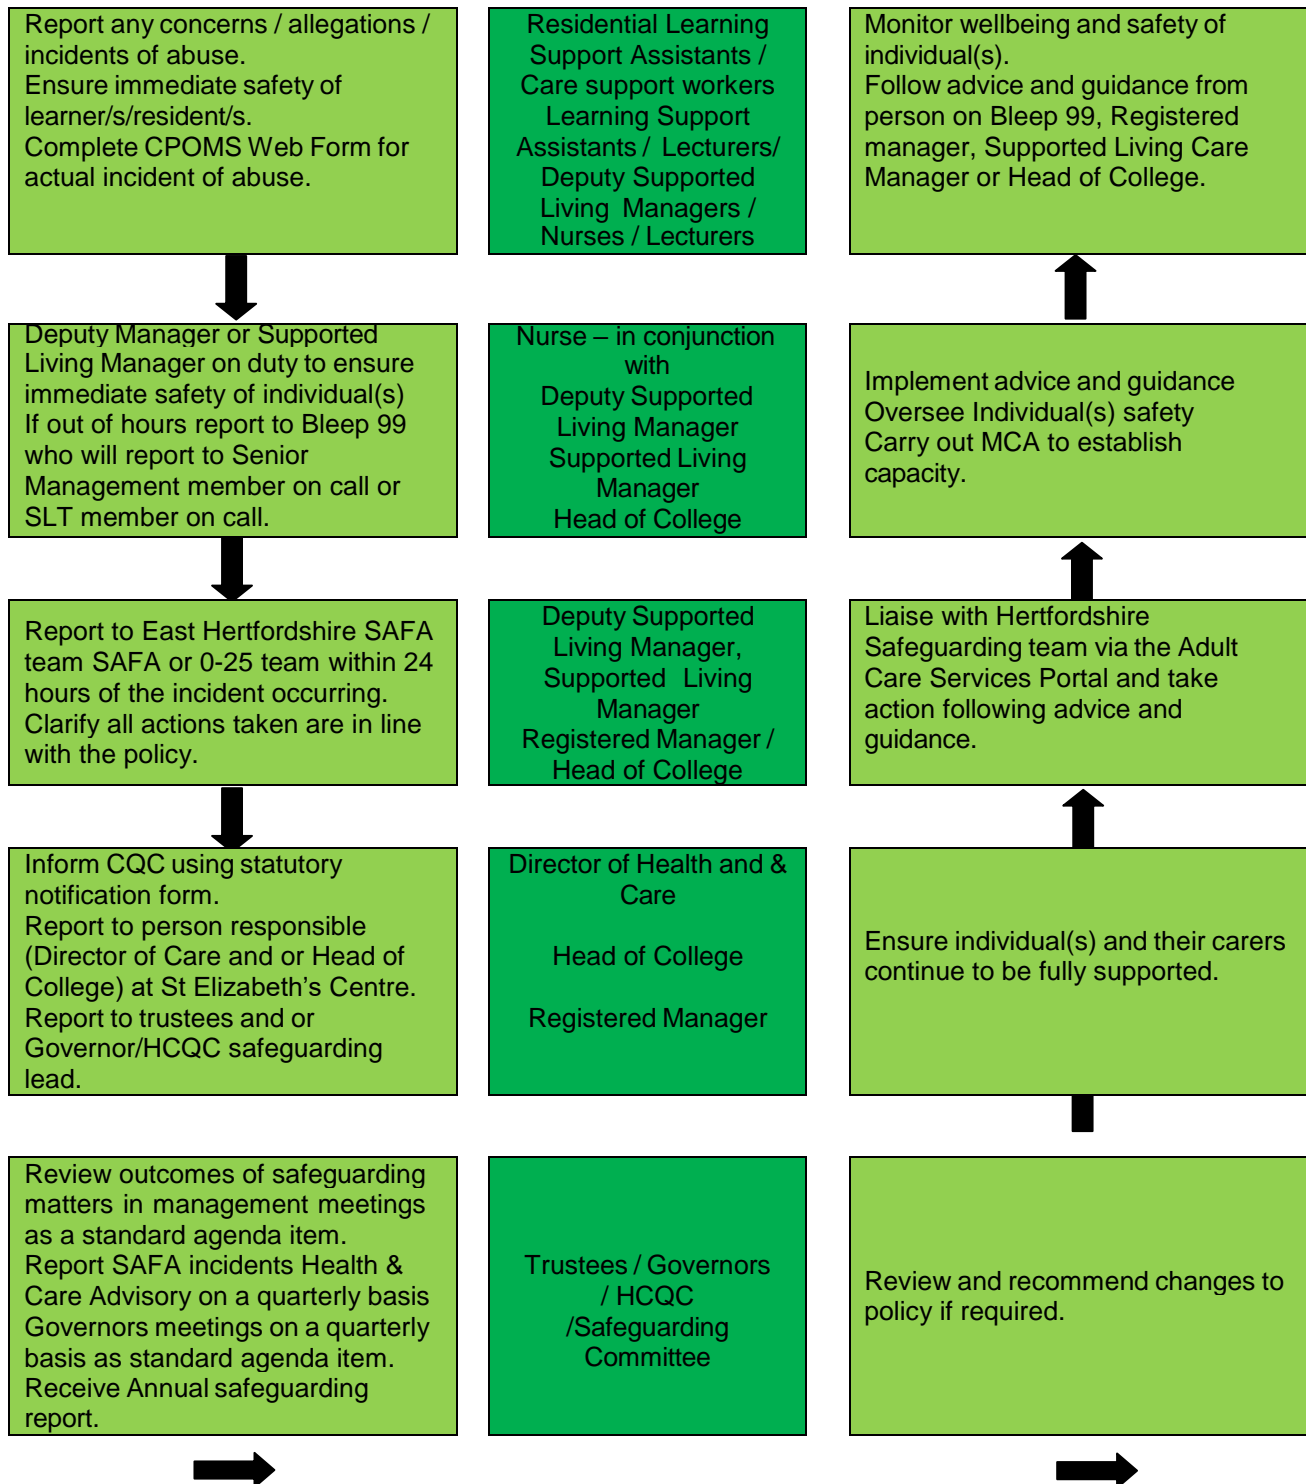 Report any concerns / allegations /
incidents of abuse.
Ensure immediate safety of
learner/s/resident/s.
Complete CPOMS Web Form for
actual incident of abuse.
Residential Learning
Support Assistants /
Care support workers
Learning Support
Assistants / Lecturers/
Deputy Supported
Living Managers /
Nurses / Lecturers
Monitor wellbeing and safety of
individual(s).
Follow advice and guidance from
person on Bleep 99, Registered
manager, Supported Living Care
Manager or Head of College.
Deputy Manager or Supported
Living Manager on duty to ensure
immediate safety of individual(s)
If out of hours report to Bleep 99
who will report to Senior
Management member on call or
SLT member on call.
Nurse – in conjunction
with
Deputy Supported
Living Manager
Supported Living
Manager
Head of College
Implement advice and guidance
Oversee Individual(s) safety
Carry out MCA to establish
capacity.
Report to East Hertfordshire SAFA
team SAFA or 0-25 team within 24
hours of the incident occurring.
Clarify all actions taken are in line
with the policy.
Deputy Supported
Living Manager,
Supported Living
Manager
Registered Manager /
Head of College
Liaise with Hertfordshire
Safeguarding team via the Adult
Care Services Portal and take
action following advice and
guidance.
Inform CQC using statutory
notification form.
Report to person responsible
(Director of Care and or Head of
College) at St Elizabeth’s Centre.
Report to trustees and or
Governor/HCQC safeguarding
lead.
Director of Health and &
Care
Head of College
Registered Manager
Ensure individual(s) and their carers
continue to be fully supported.
Review outcomes of safeguarding
matters in management meetings
as a standard agenda item.
Report SAFA incidents Health &
Care Advisory on a quarterly basis
Governors meetings on a quarterly
basis as standard agenda item.
Receive Annual safeguarding
report.
Trustees / Governors
/ HCQC
/Safeguarding
Committee
Review and recommend changes to
policy if required.